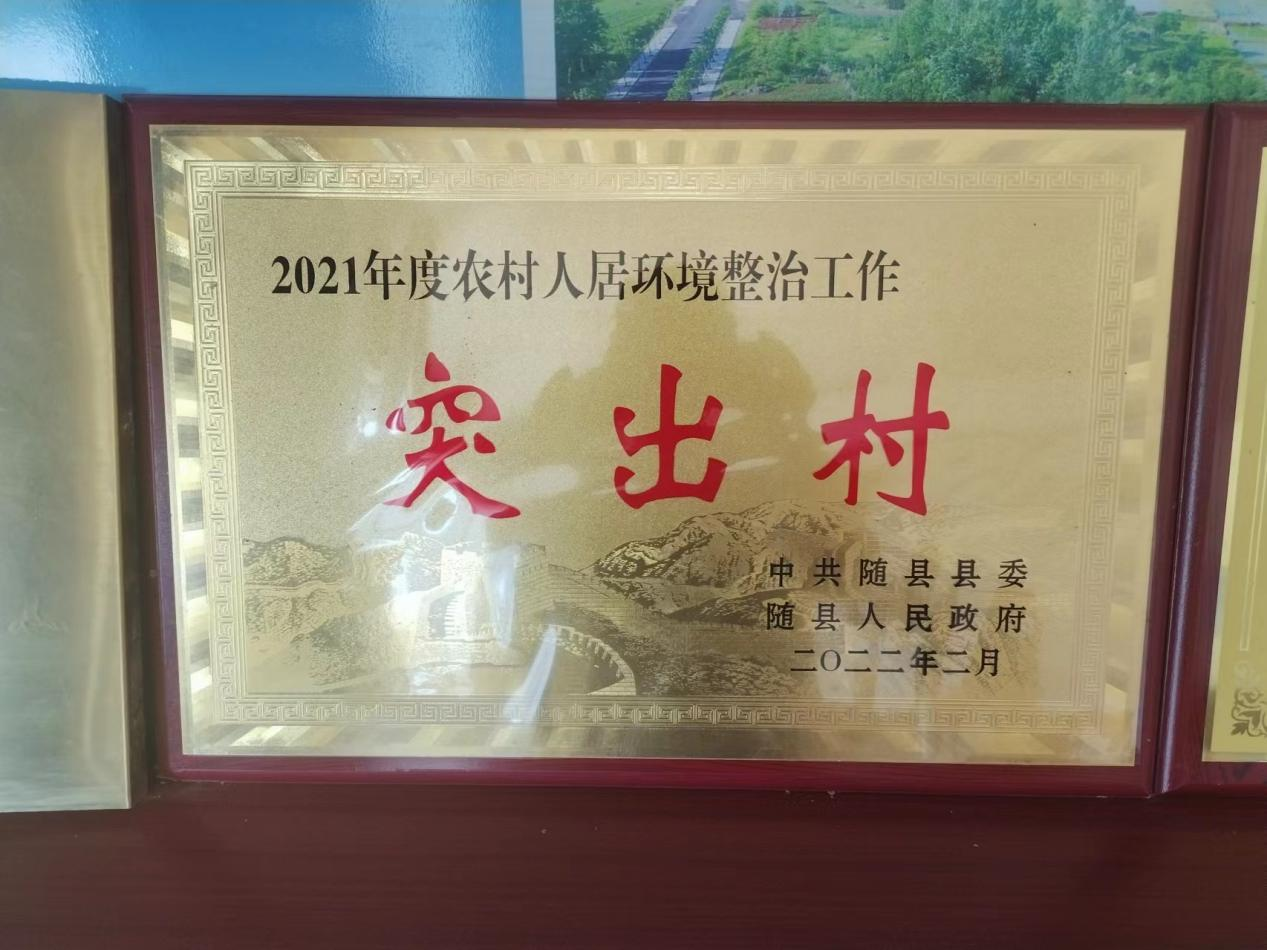 2021年度农村人居环境整治工作
突出村
中共随县县委
随县人民政府
二〇二二年二月